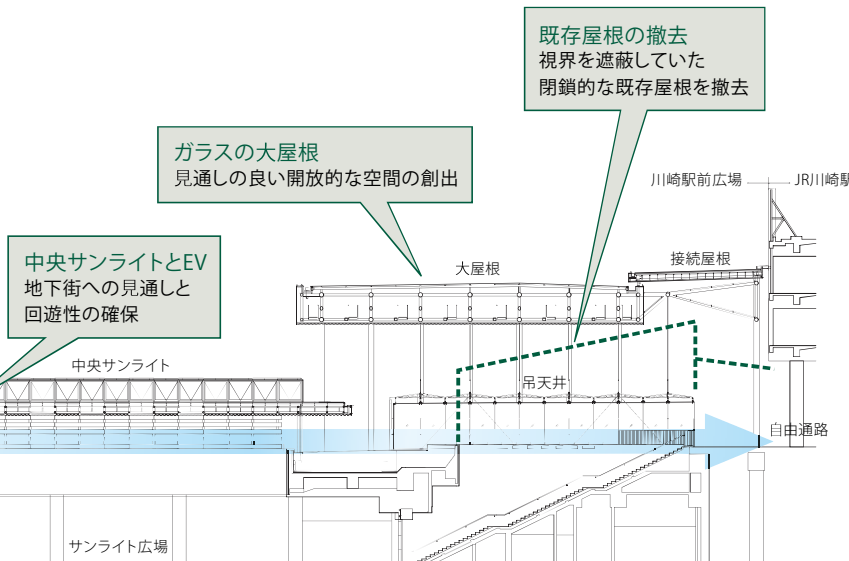 既存屋根の撤去
視界を遮蔽していた
閉鎖的な既存屋根を撤去
ガラスの大屋根
見通しの良い開放的な空間の創出
川崎駅前広場
JR川崎駅
中央サンライトとEV
地下街への見通しと
回遊性の確保
大屋根
接続屋根
中央サンライト
吊天井
自由通路
サンライト広場